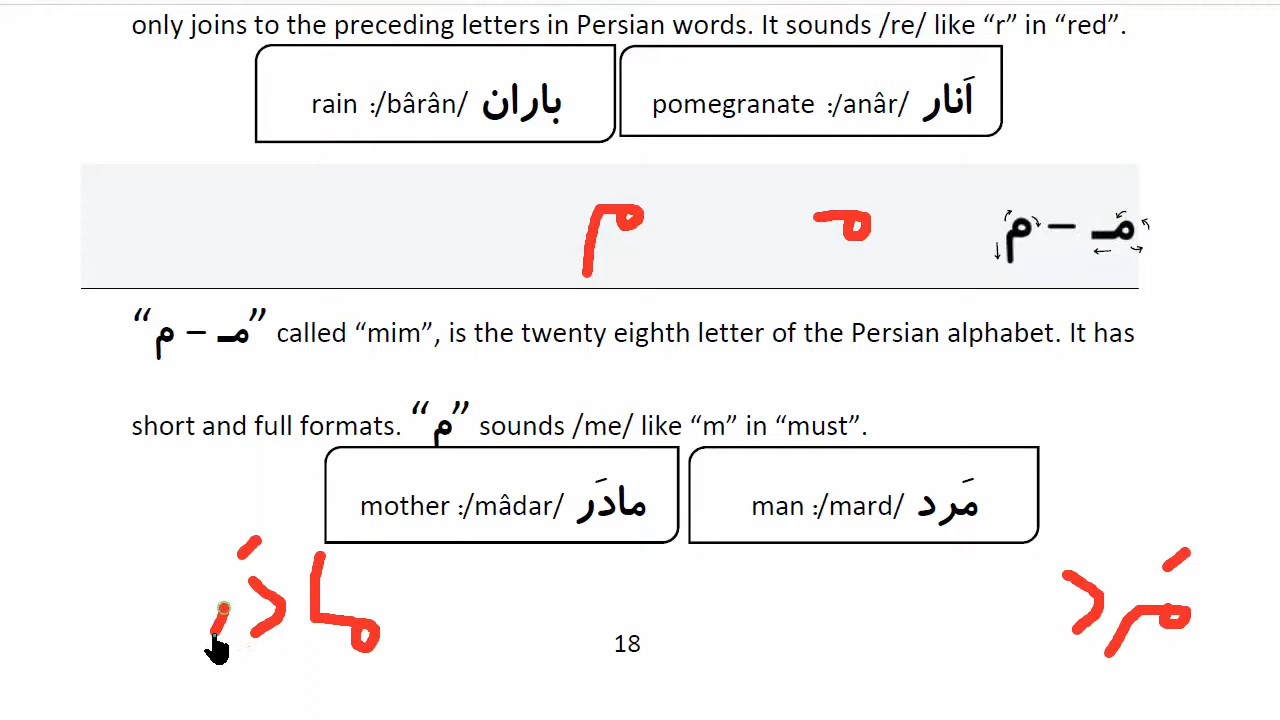 only joins to the preceding letters in Persian words. It sounds /re/ like “r” in “red”.
rain :/bârân/ باران
pomegranate :/anâr/ اَنار
م مـ مـ – م
“مـ – م” called “mim”, is the twenty eighth letter of the Persian alphabet. It has
short and full formats. “م” sounds /me/ like “m” in “must”.
mother :/mâdar/ مادَر
man :/mard/ مَرد
مادَر
مَرد
18